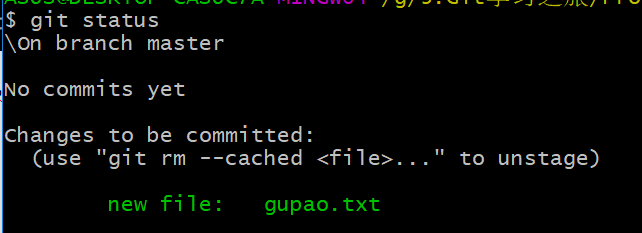 $ git status
\On branch master
No commits yet
Changes to be committed:
(use "git rm --cached <file>..." to unstage)
new file: gupao.txt